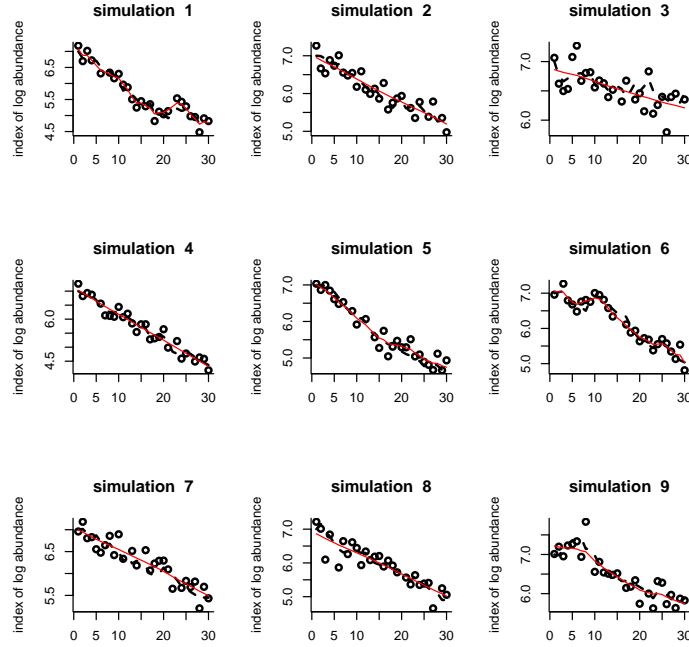 simulation 1
index of log abundance
6.5
5.5
4.5
0 5 10 20 30
simulation 2
index of log abundance
7.0
6.0
5.0
0 5 10 20 30
simulation 3
index of log abundance
7.0
6.0
0 5 10 20 30
simulation 4
index of log abundance
6.0
4.5
0 5 10 20 30
simulation 5
index of log abundance
7.0
6.0
5.0
0 5 10 20 30
simulation 6
index of log abundance
7.0
6.0
5.0
0 5 10 20 30
simulation 7
index of log abundance
6.5
5.5
0 5 10 20 30
simulation 8
index of log abundance
7.0
6.0
5.0
0 5 10 20 30
simulation 9
index of log abundance
7.0
6.0
0 5 10 20 30